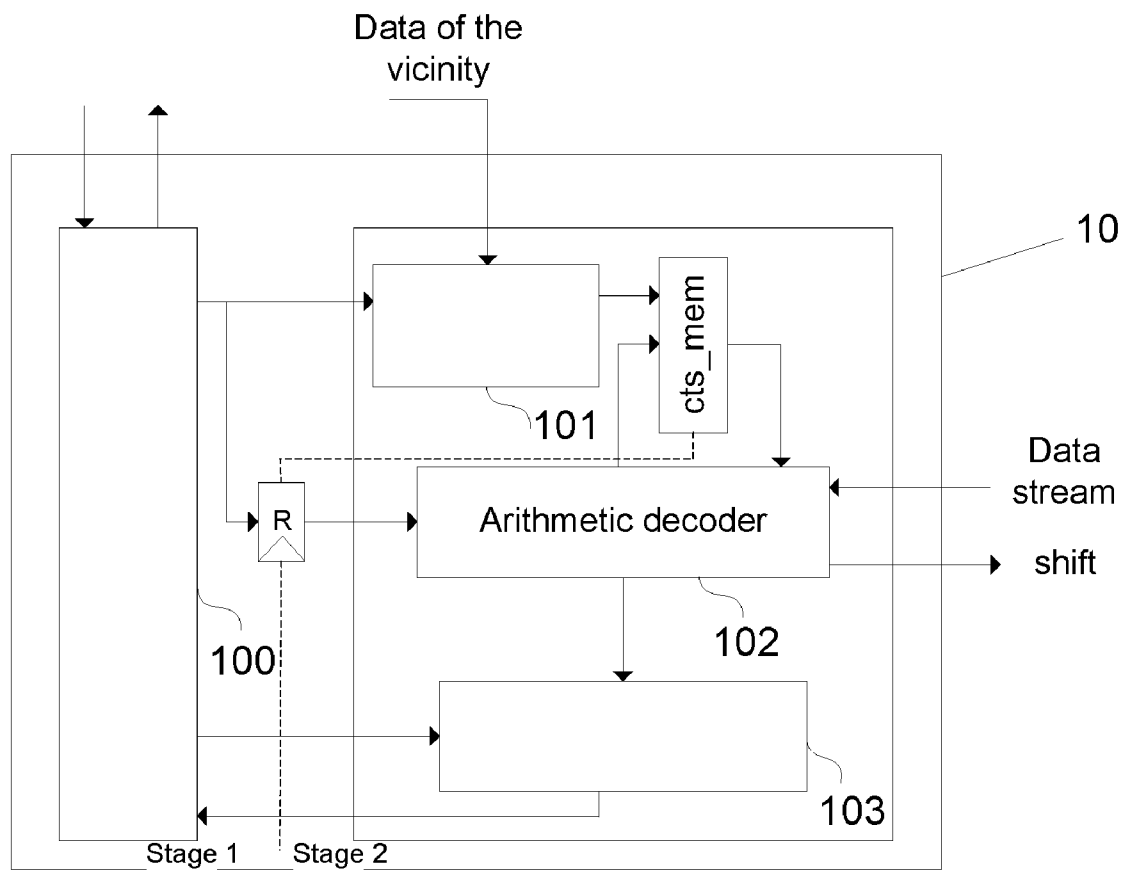 Data of the
vicinity
10
cts_mem
101
Data
stream
R
Arithmetic decoder
shift
102
100
103
Stage 1
Stage 2